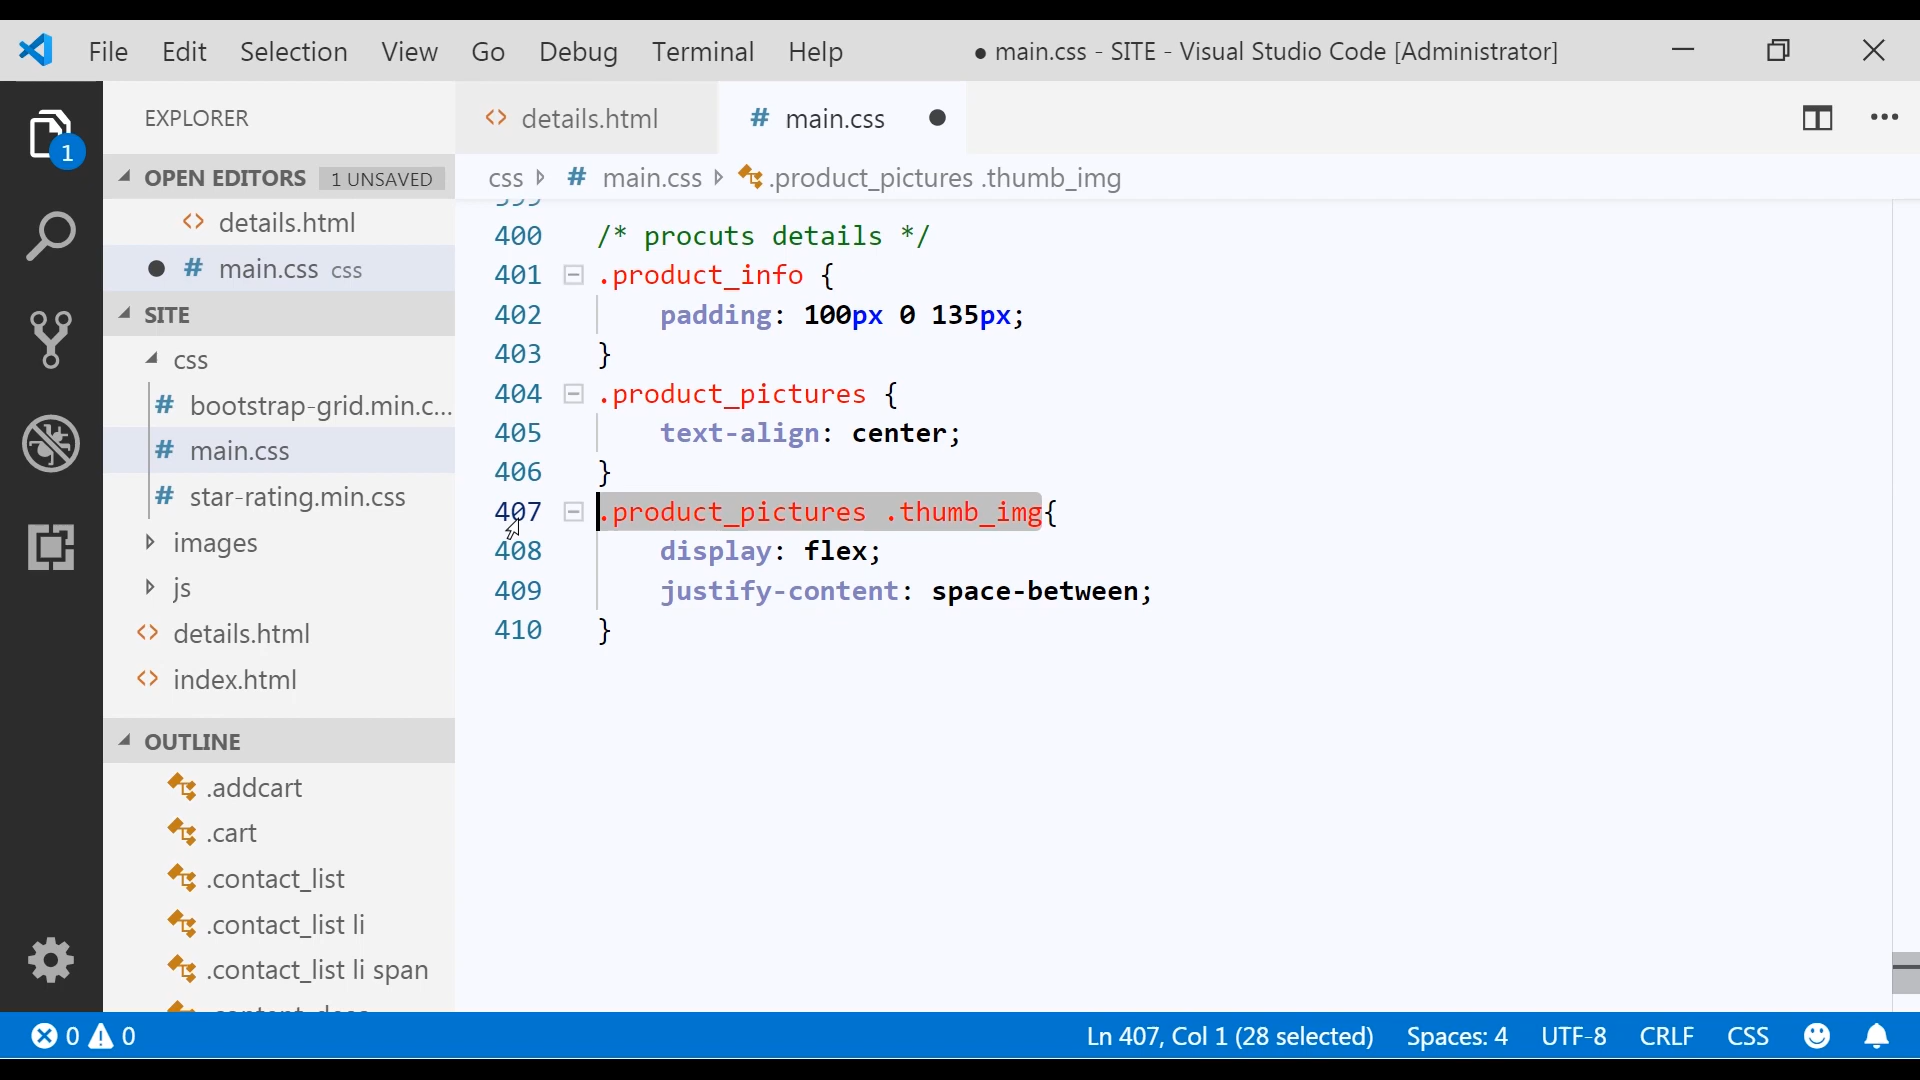 File Edit Selection View Go Debug Terminal Help ● main.css - SITE - Visual Studio Code [Administrator]
1
EXPLORER
OPEN EDITORS 1 UNSAVED
<> details.html
● # main.css css
SITE
css
# bootstrap-grid.min.c...
# main.css
# star-rating.min.css
images
js
<> details.html
<> index.html
OUTLINE
.addcart
.cart
.contact_list
.contact_list li
.contact_list li span
<> details.html # main.css ●
css # main.css .product_pictures .thumb_img
399
400 /* procuts details */
401 .product_info {
402 padding: 100px 0 135px;
403 }
404 .product_pictures {
405 text-align: center;
406 }
407 .product_pictures .thumb_img{
408 display: flex;
409 justify-content: space-between;
410 }
0 0 Ln 407, Col 1 (28 selected) Spaces: 4 UTF-8 CRLF CSS